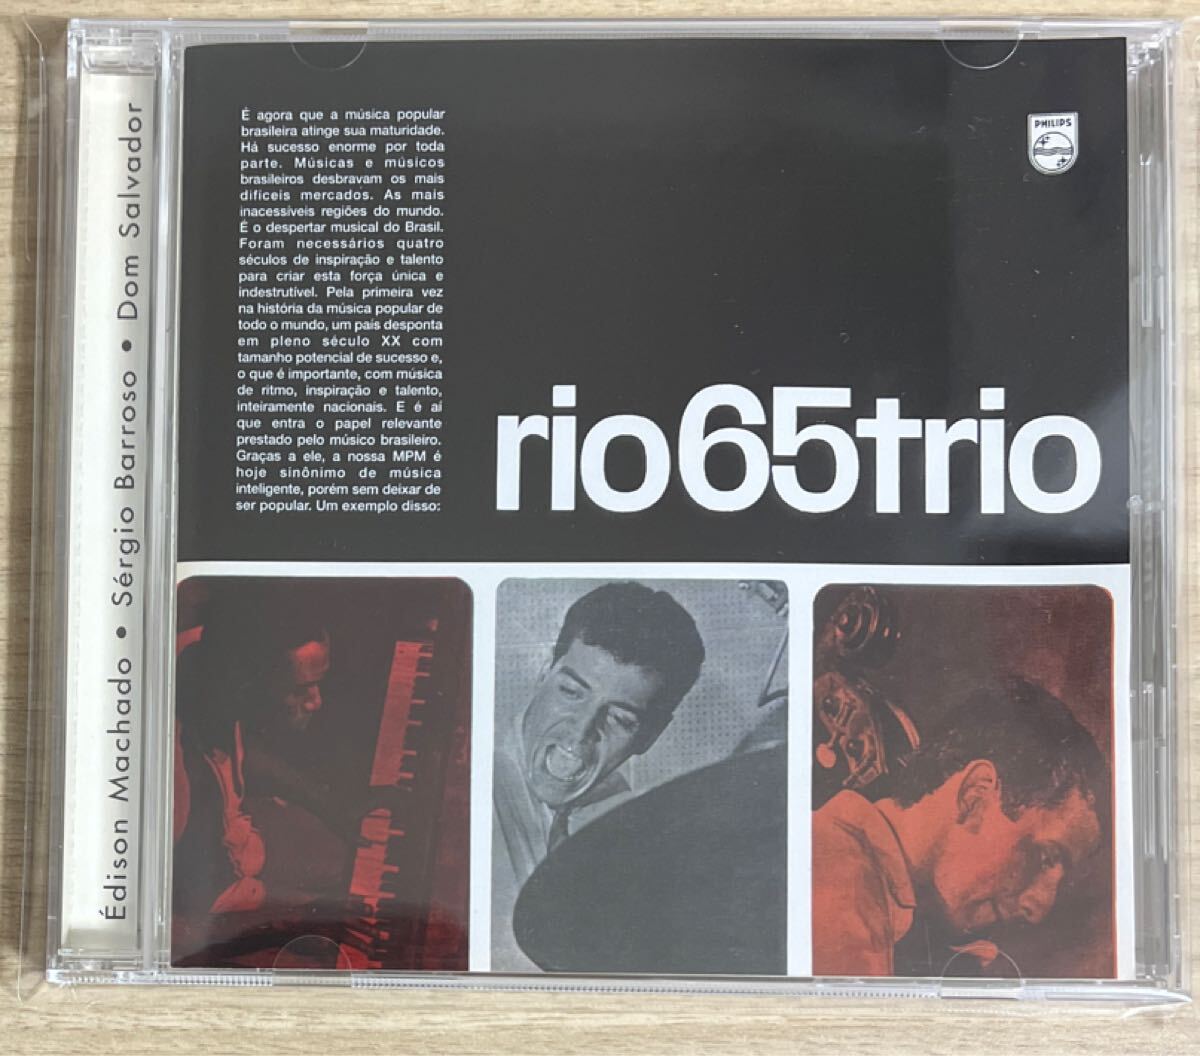 É agora que a música popular
brasileira atinge sua maturidade.
Há sucesso enorme por toda
parte. Músicas e músicos
brasileiros desbravam os mais
difíceis mercados. As mais
inacessíveis regiões do mundo.
É o despertar musical do Brasil.
Foram necessários quatro
séculos de inspiração e talento
para criar esta força única e
indestrutível. Pela primeira vez
na história da música popular de
todo o mundo, um país desponta
em pleno século XX com
tamanho potencial de sucesso e,
o que é importante, com música
de ritmo, inspiração e talento,
inteiramente nacionais. E é aí
que entra o papel relevante
prestado pelo músico brasileiro.
Graças a ele, a nossa MPM é
hoje sinônimo de música
inteligente, porém sem deixar de
ser popular. Um exemplo disso:
PHILIPS
rio65trio
Édison Machado • Sérgio Barroso • Dom Salvador